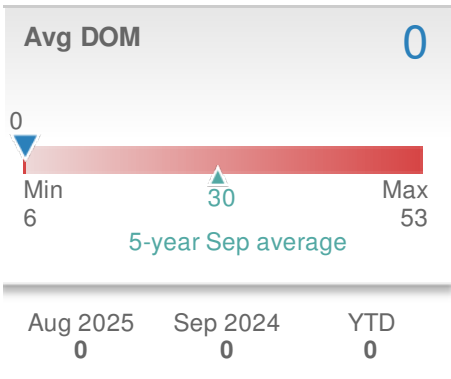 Avg DOM 0
0
Min 30 Max
6 53
5-year Sep average
Aug 2025 Sep 2024 YTD
0 0 0